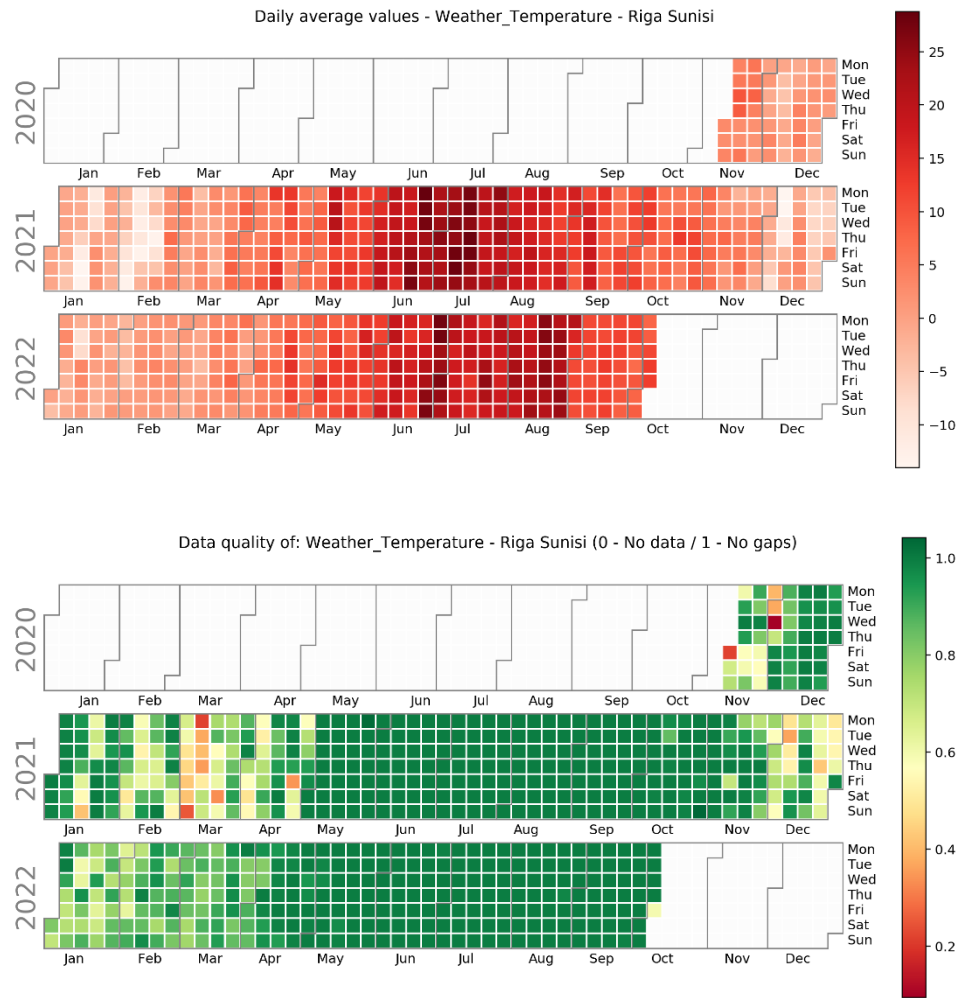 Daily average values - Weather_Temperature - Riga Sunisi
2020
Mon
Tue
Wed
Thu
Fri
Sat
Sun
Jan Feb Mar Apr May Jun Jul Aug Sep Oct Nov Dec
2021
Mon
Tue
Wed
Thu
Fri
Sat
Sun
Jan Feb Mar Apr May Jun Jul Aug Sep Oct Nov Dec
2022
Mon
Tue
Wed
Thu
Fri
Sat
Sun
Jan Feb Mar Apr May Jun Jul Aug Sep Oct Nov Dec
25
20
15
10
5
0
−5
−10
Data quality of: Weather_Temperature - Riga Sunisi (0 - No data / 1 - No gaps)
2020
Mon
Tue
Wed
Thu
Fri
Sat
Sun
Jan Feb Mar Apr May Jun Jul Aug Sep Oct Nov Dec
2021
Mon
Tue
Wed
Thu
Fri
Sat
Sun
Jan Feb Mar Apr May Jun Jul Aug Sep Oct Nov Dec
2022
Mon
Tue
Wed
Thu
Fri
Sat
Sun
Jan Feb Mar Apr May Jun Jul Aug Sep Oct Nov Dec
1.0
0.8
0.6
0.4
0.2